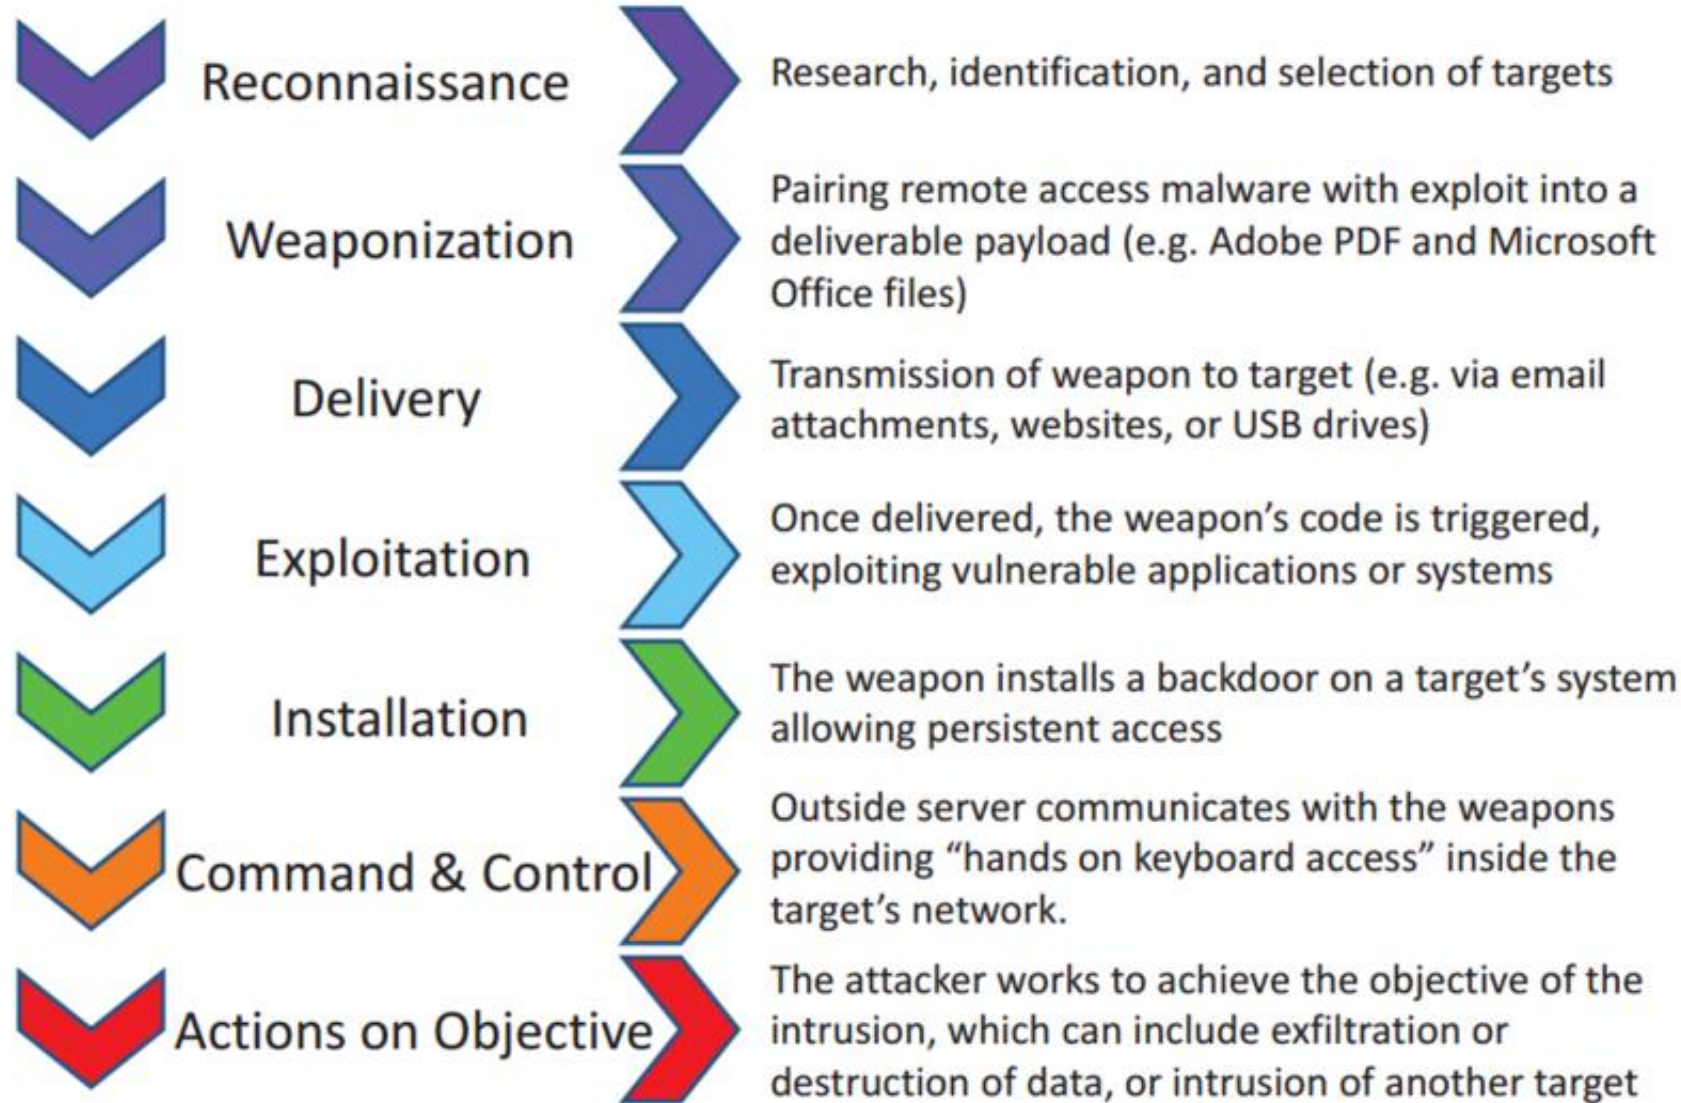 Reconnaissance
Research, identification, and selection of targets
Weaponization
Pairing remote access malware with exploit into a
deliverable payload (e.g. Adobe PDF and Microsoft
Office files)
Delivery
Transmission of weapon to target (e.g. via email
attachments, websites, or USB drives)
Exploitation
Once delivered, the weapon’s code is triggered,
exploiting vulnerable applications or systems
Installation
The weapon installs a backdoor on a target’s system
allowing persistent access
Command & Control
Outside server communicates with the weapons
providing “hands on keyboard access” inside the
target’s network.
Actions on Objective
The attacker works to achieve the objective of the
intrusion, which can include exfiltration or
destruction of data, or intrusion of another target